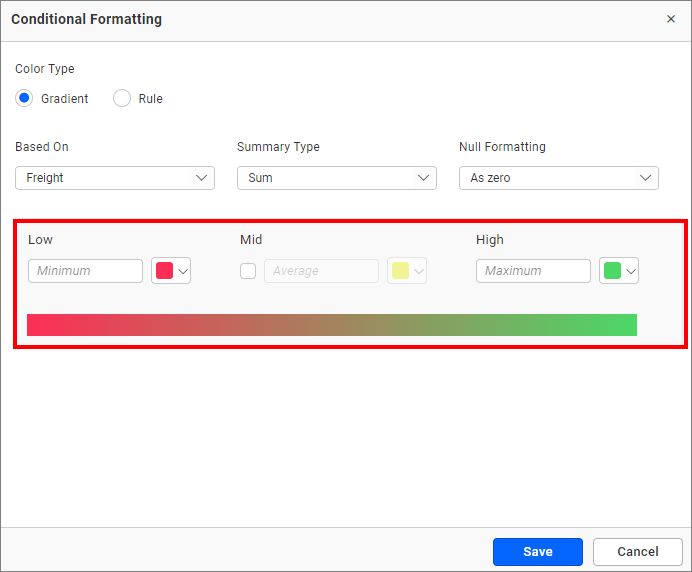 Conditional Formatting ×
Color Type
Gradient Rule
Based On Summary Type Null Formatting
Freight Sum As zero
Low Mid High
Minimum Average Maximum
Save Cancel